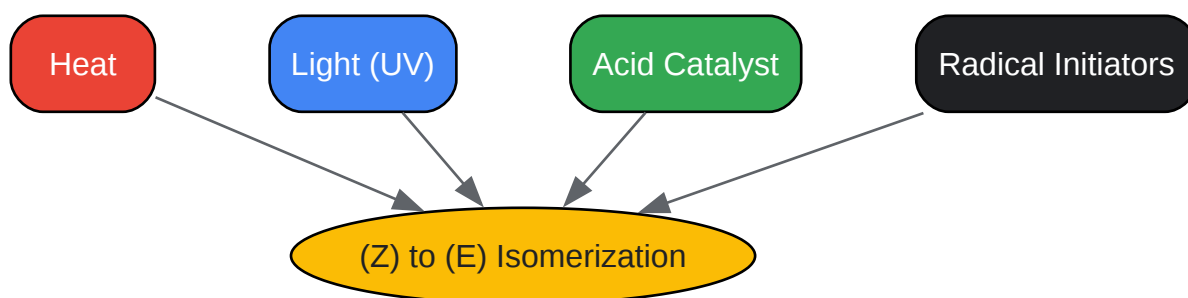 Heat
Light (UV)
Acid Catalyst
Radical Initiators
(Z) to (E) Isomerization